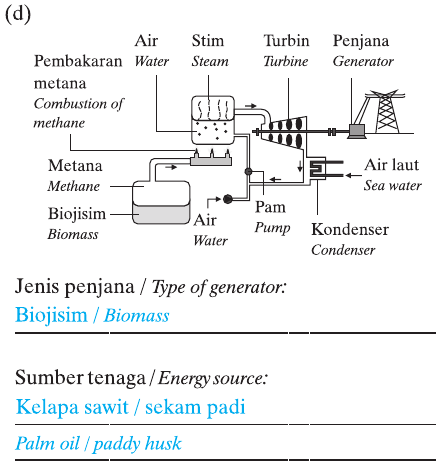 (d)
Air
Water
Stim
Steam
Turbin
Turbine
Penjana
Generator
Pembakaran
metana
Combustion of
methane
Metana
Methane
Biojisim
Biomass
Air
Water
Pam
Pump
Air laut
Sea water
Kondenser
Condenser
Jenis penjana / Type of generator:
Biojisim / Biomass
Sumber tenaga / Energy source:
Kelapa sawit / sekam padi
Palm oil / paddy husk